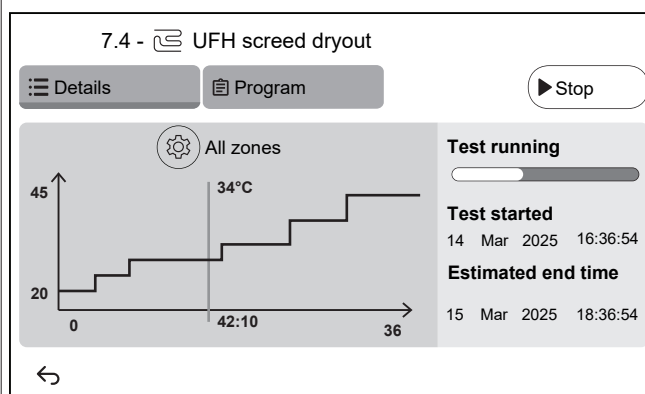 7.4 - UFH screed dryout
Details
Program
Stop
All zones
45
34°C
20
0
42:10
36
Test running
Test started
14 Mar 2025 16:36:54
Estimated end time
15 Mar 2025 18:36:54